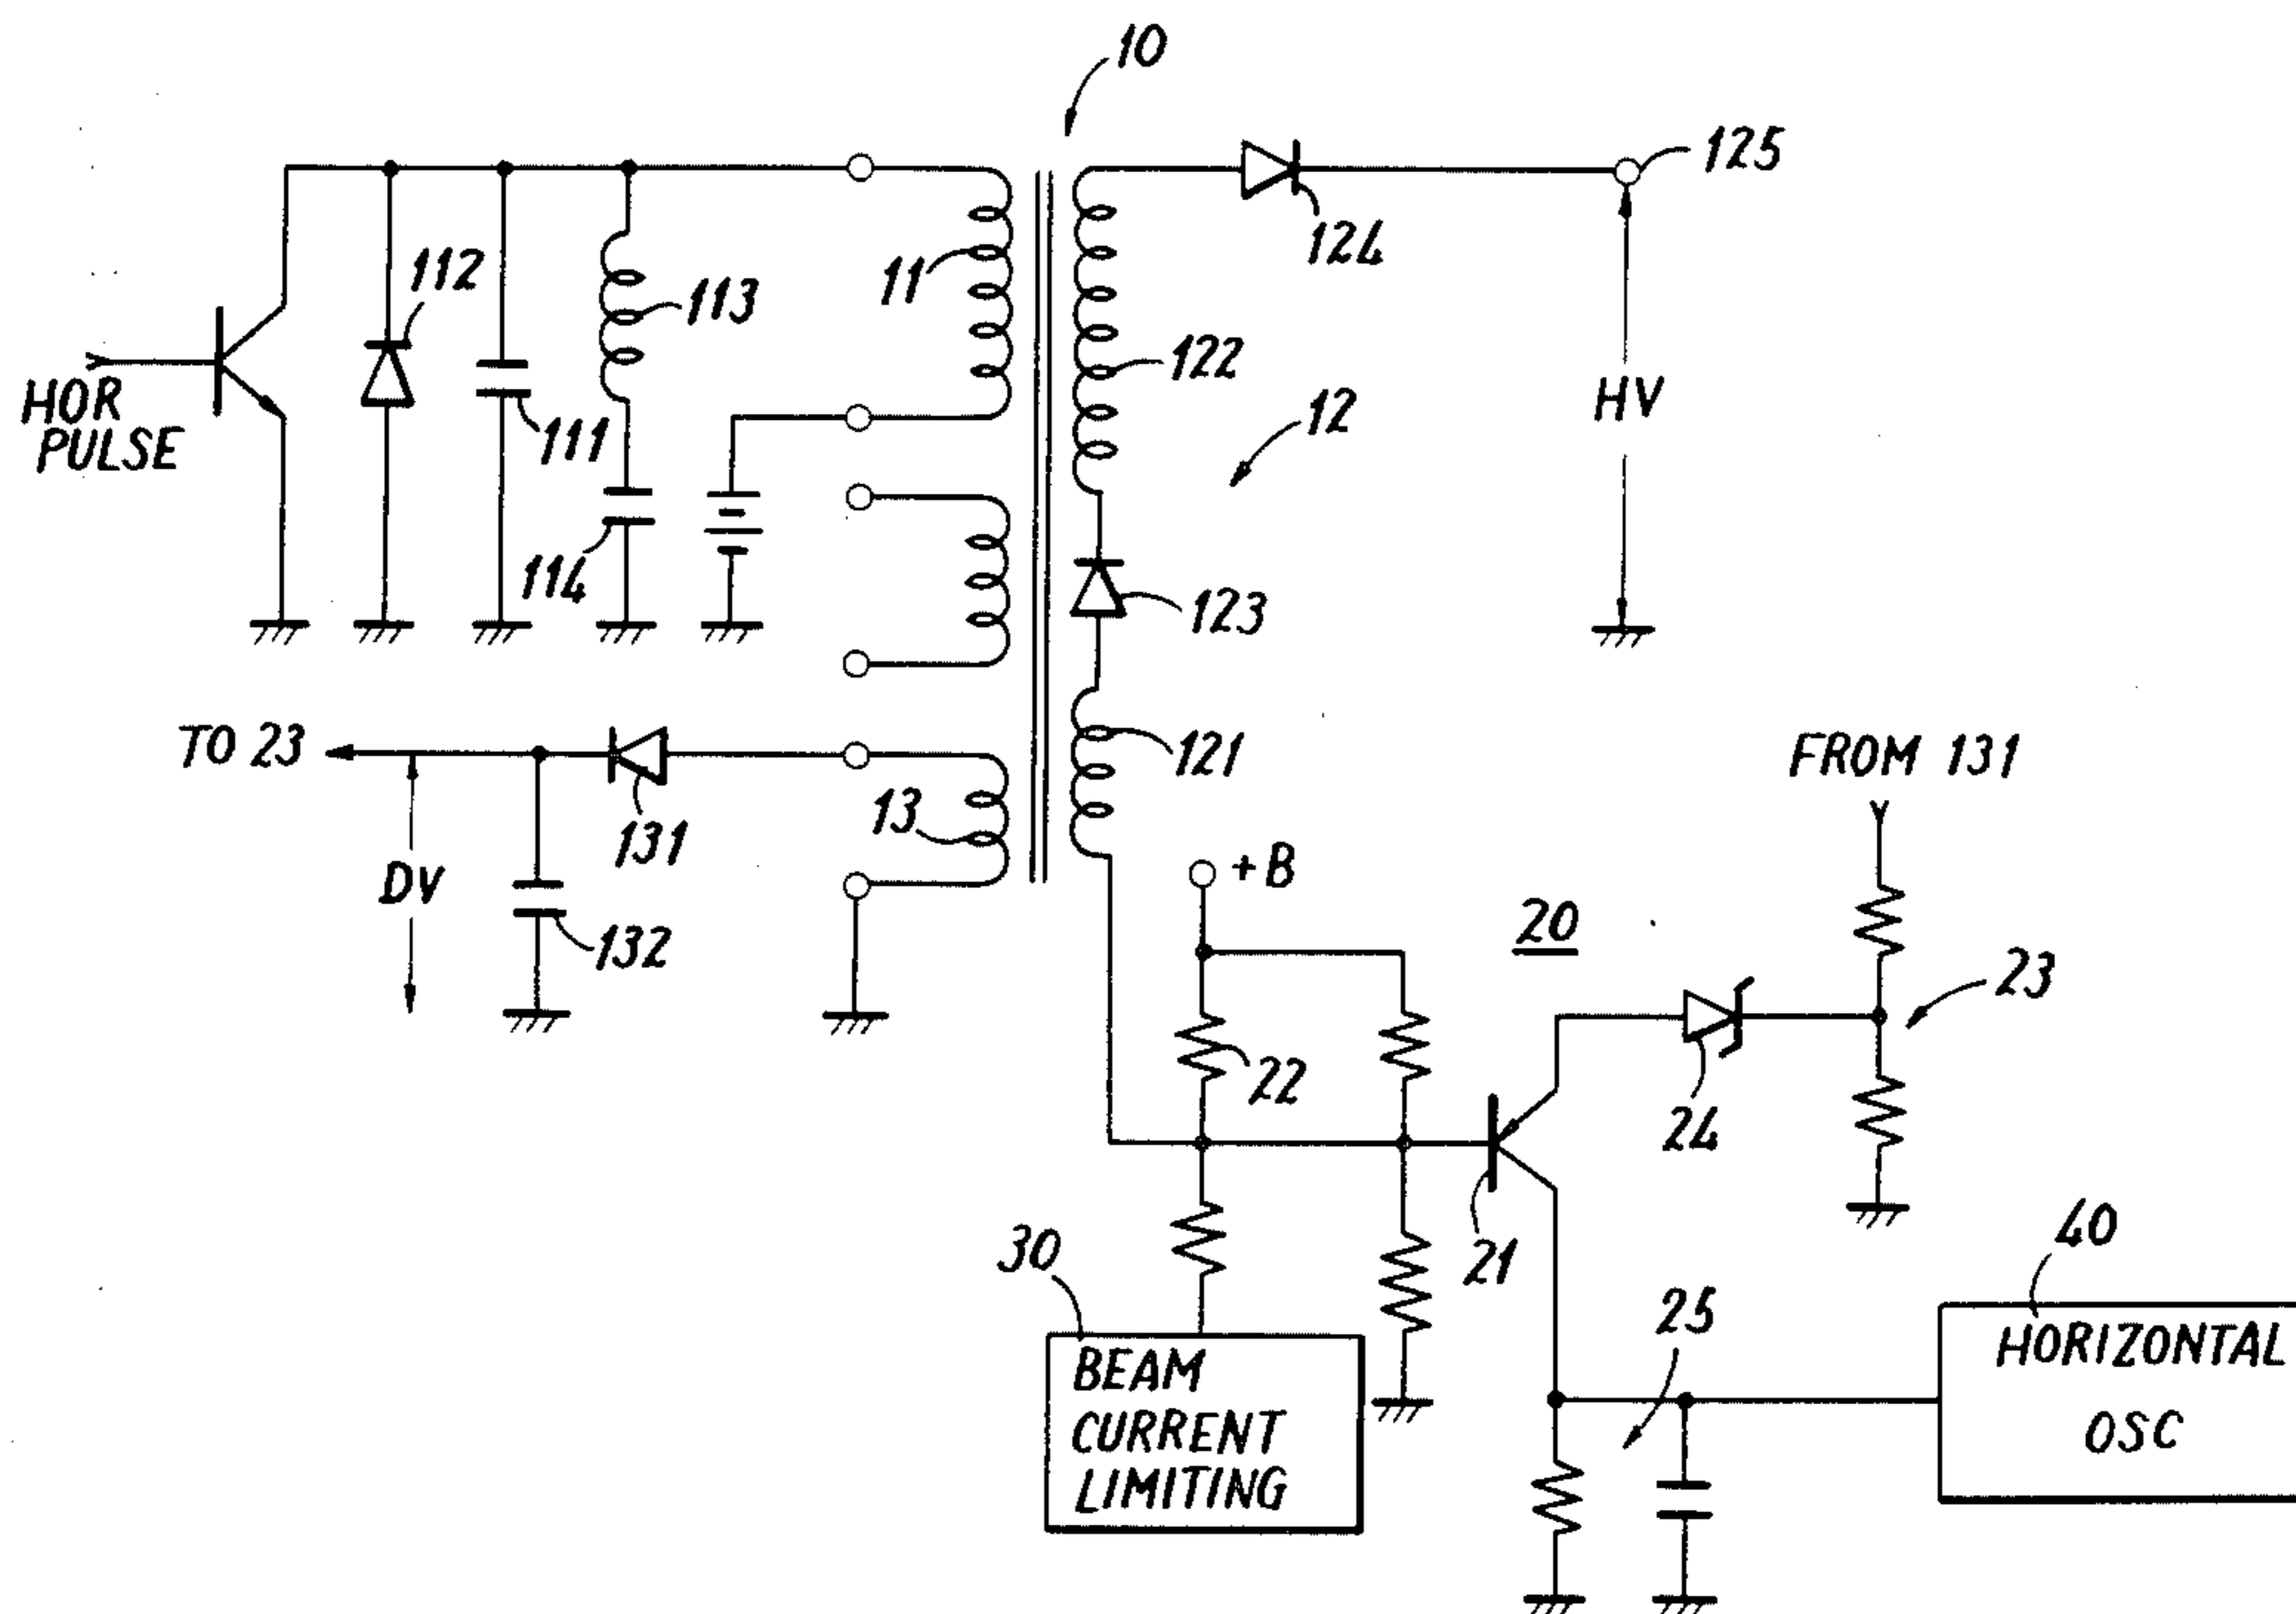 10
125
124
112
11
113
HOR
PULSE
111
122
12
HV
114
123
TO 23
131
13
121
FROM 131
DV
132
+B
20
23
22
24
30
21
40
25
BEAM
CURRENT
LIMITING
HORIZONTAL
OSC